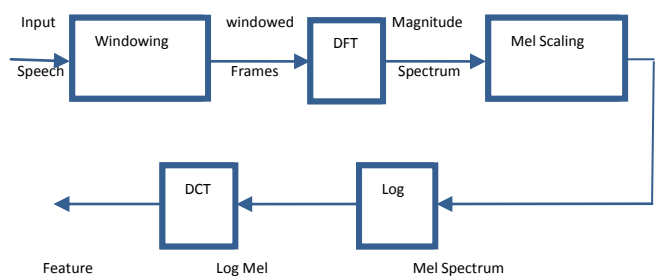 Input windowed Magnitude
Windowing DFT Mel Scaling
Speech Frames Spectrum
DCT Log
Feature Log Mel Mel Spectrum